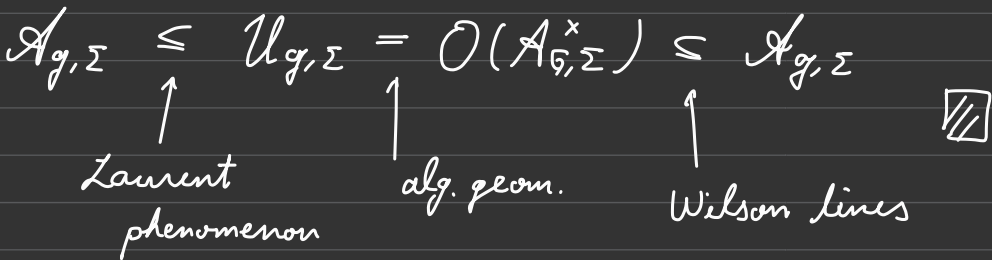 𝒜_{𝔤,Σ} ≤ 𝒰_{𝔤,Σ} = 𝒪(A^×_{G,Σ}) ≤ 𝒜_{𝔤,Σ}
Laurent phenomenon
alg. geom.
Wilson lines